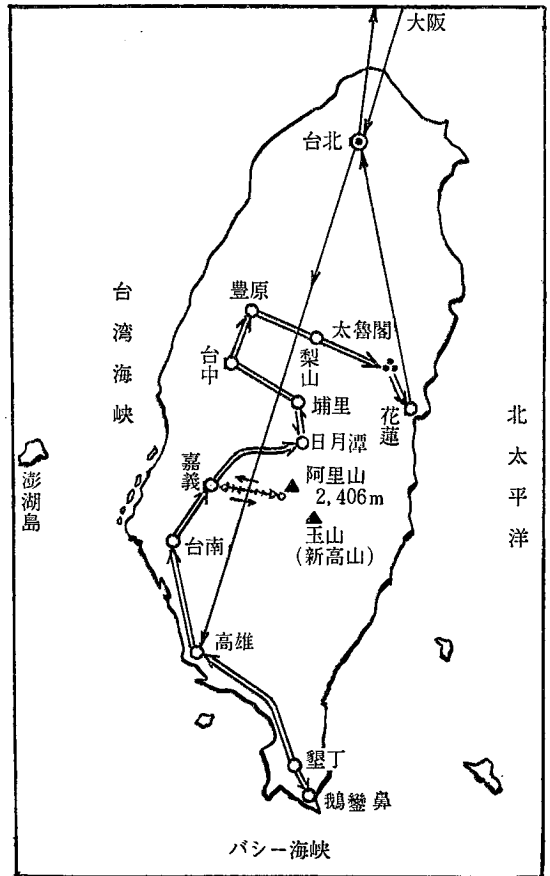 大阪
台北
豊原
太魯閣
梨山
台中
埔里
花蓮
日月潭
嘉義
阿里山
2,406m
玉山
(新高山)
台南
高雄
墾丁
鵝鑾鼻
台湾海峡
澎湖島
北太平洋
バシー海峡